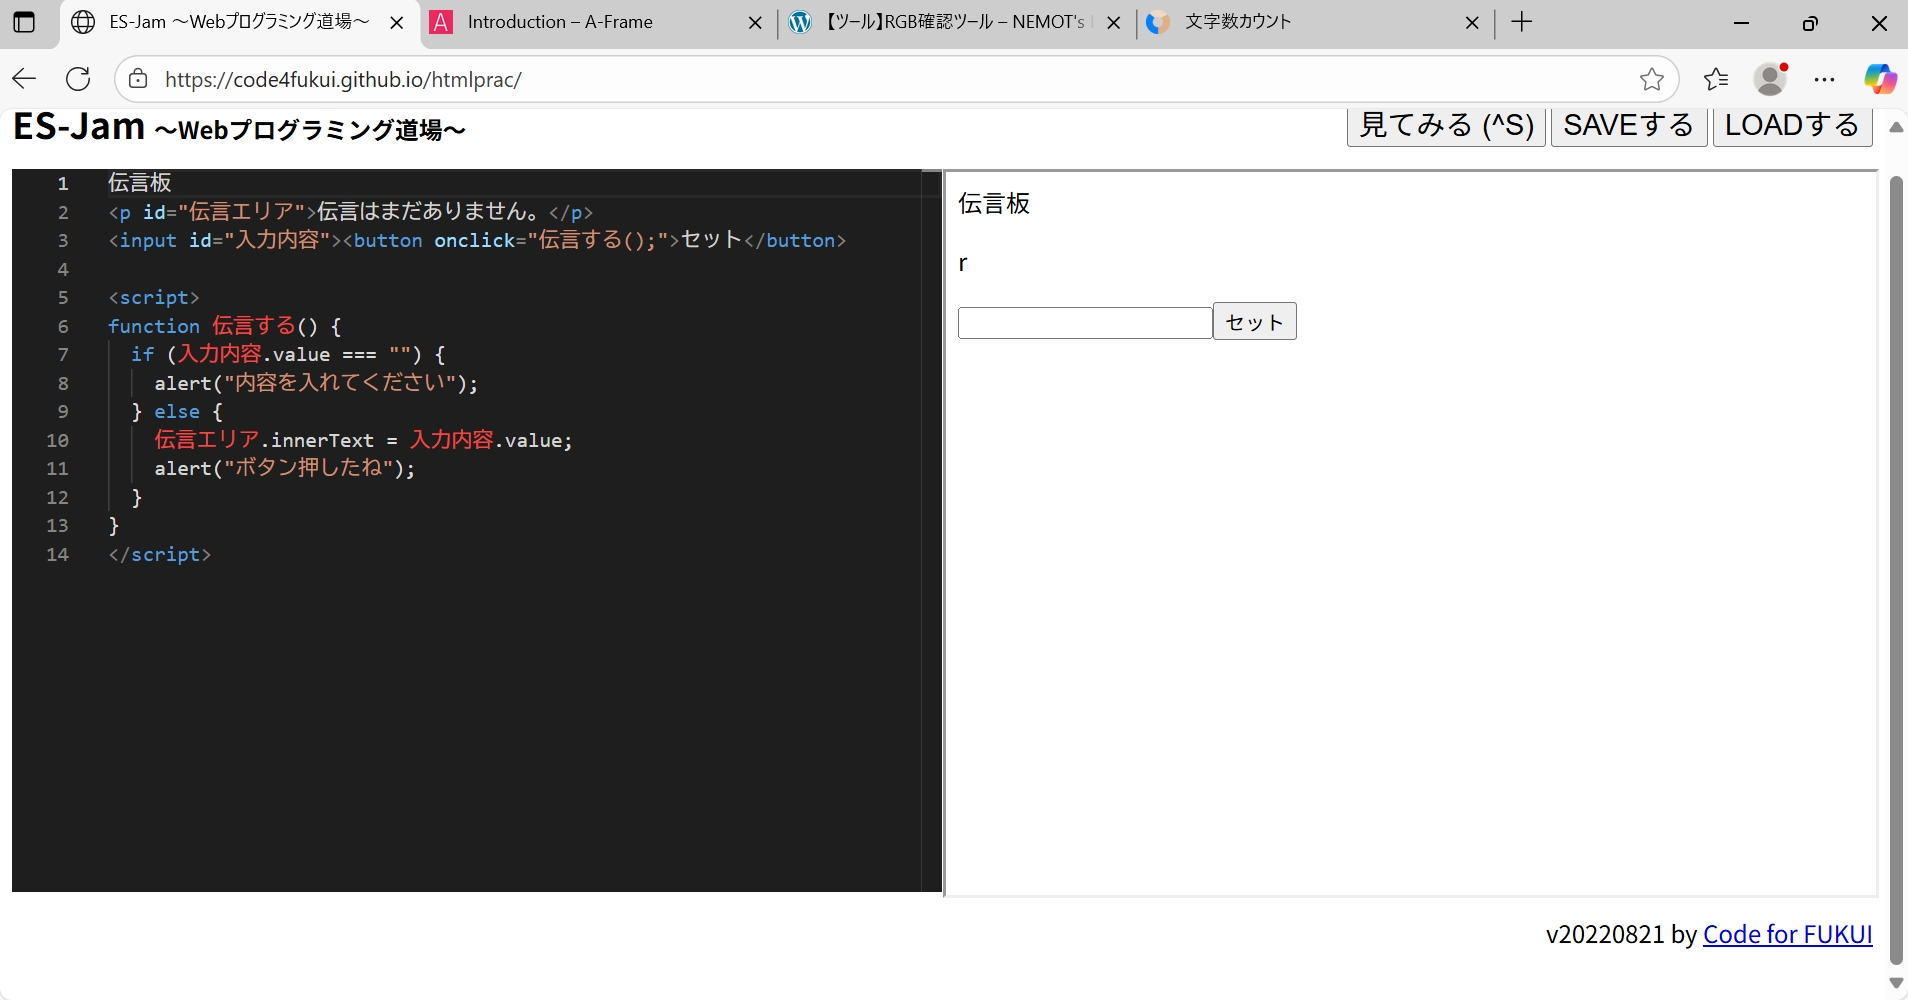 ES-Jam ～Webプログラミング道場～
Introduction – A-Frame
【ツール】RGB確認ツール – NEMOT's
文字数カウント
https://code4fukui.github.io/htmlprac/
ES-Jam ～Webプログラミング道場～
見てみる (^S) SAVEする LOADする
1 伝言板
2 <p id="伝言エリア">伝言はまだありません。</p>
3 <input id="入力内容"><button onclick="伝言する();">セット</button>
4
5 <script>
6 function 伝言する() {
7   if (入力内容.value === "") {
8     alert("内容を入れてください");
9   } else {
10     伝言エリア.innerText = 入力内容.value;
11     alert("ボタン押したね");
12   }
13 }
14 </script>
伝言板
r
セット
v20220821 by Code for FUKUI